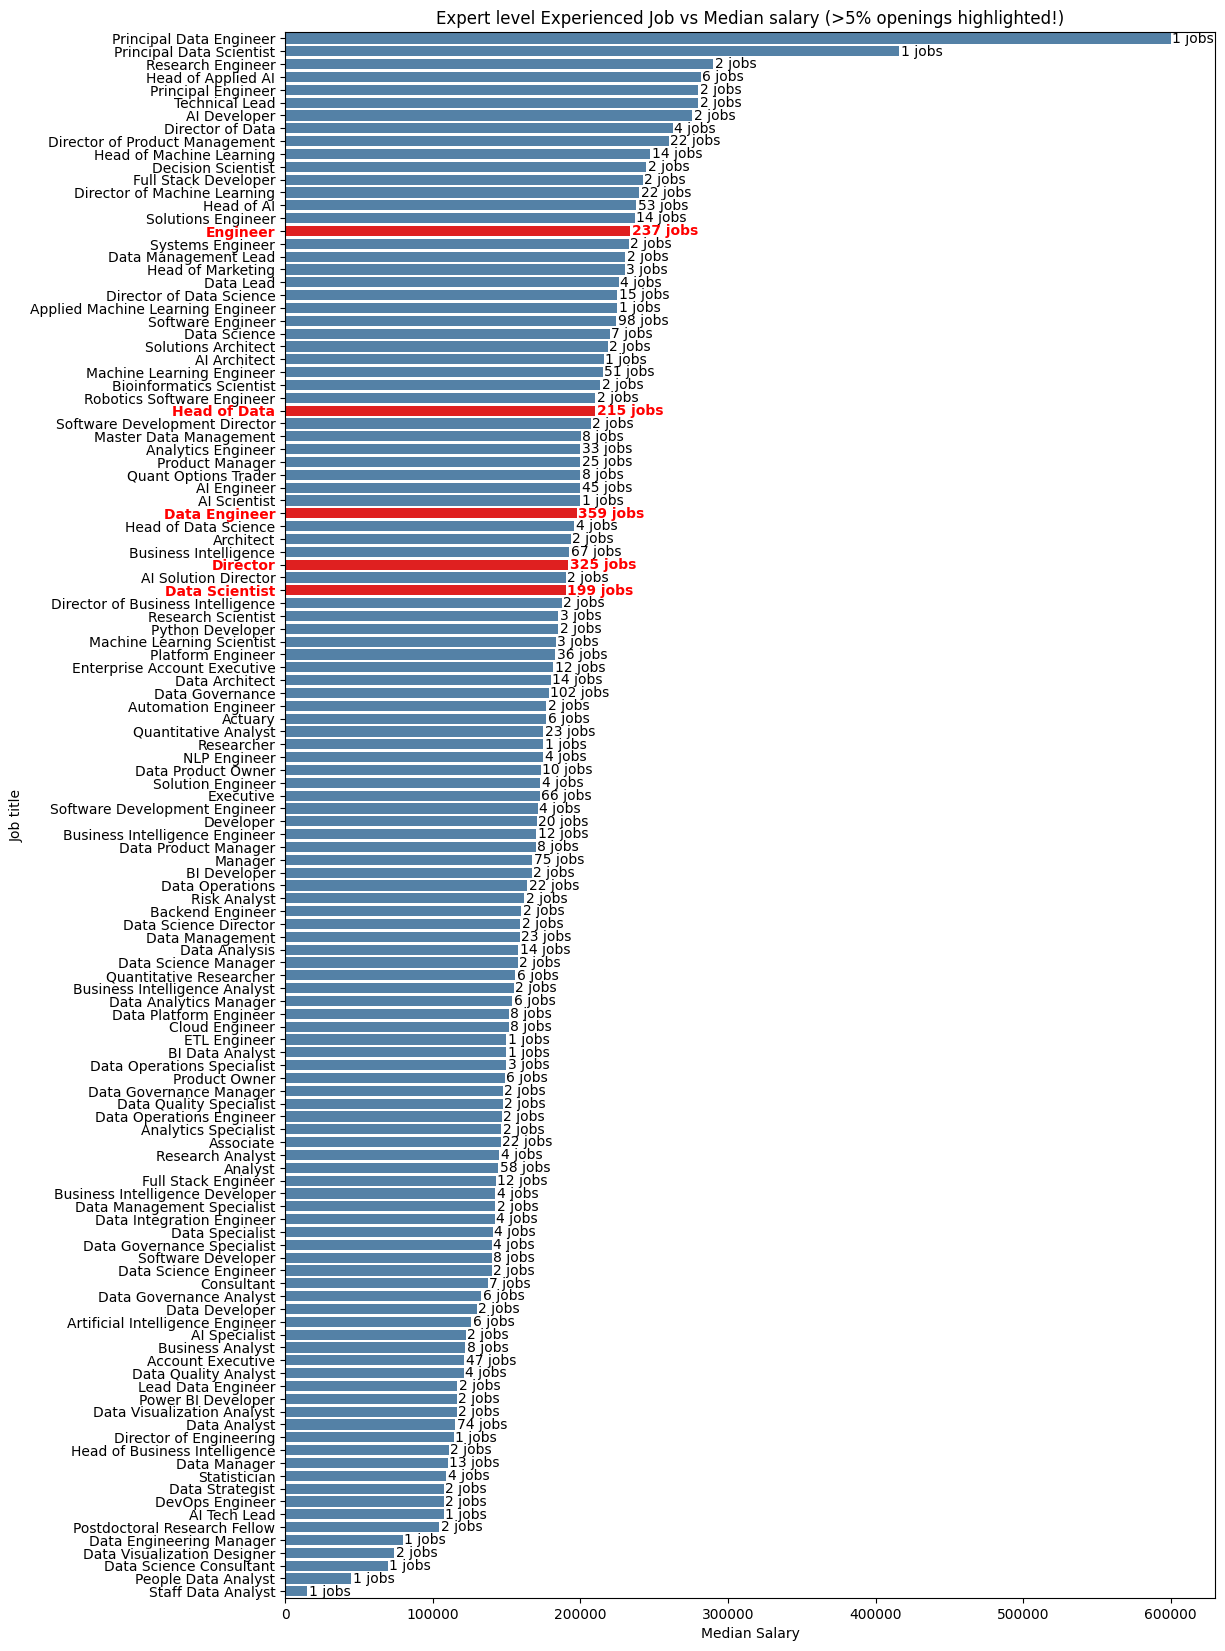 Expert level Experienced Job vs Median salary (>5% openings highlighted!)
Principal Data Engineer 1 jobs
Principal Data Scientist 1 jobs
Research Engineer 2 jobs
Head of Applied AI 6 jobs
Principal Engineer 2 jobs
Technical Lead 2 jobs
AI Developer 2 jobs
Director of Data 4 jobs
Director of Product Management 22 jobs
Head of Machine Learning 14 jobs
Decision Scientist 2 jobs
Full Stack Developer 2 jobs
Director of Machine Learning 22 jobs
Head of AI 53 jobs
Solutions Engineer 14 jobs
Engineer 237 jobs
Systems Engineer 2 jobs
Data Management Lead 2 jobs
Head of Marketing 3 jobs
Data Lead 4 jobs
Director of Data Science 15 jobs
Applied Machine Learning Engineer 1 jobs
Software Engineer 98 jobs
Data Science 7 jobs
Solutions Architect 2 jobs
AI Architect 1 jobs
Machine Learning Engineer 51 jobs
Bioinformatics Scientist 2 jobs
Robotics Software Engineer 2 jobs
Head of Data 215 jobs
Software Development Director 2 jobs
Master Data Management 8 jobs
Analytics Engineer 33 jobs
Product Manager 25 jobs
Quant Options Trader 8 jobs
AI Engineer 45 jobs
AI Scientist 1 jobs
Data Engineer 359 jobs
Head of Data Science 4 jobs
Architect 2 jobs
Business Intelligence 67 jobs
Director 325 jobs
AI Solution Director 2 jobs
Data Scientist 199 jobs
Director of Business Intelligence 2 jobs
Research Scientist 3 jobs
Python Developer 2 jobs
Machine Learning Scientist 3 jobs
Platform Engineer 36 jobs
Enterprise Account Executive 12 jobs
Data Architect 14 jobs
Data Governance 102 jobs
Automation Engineer 2 jobs
Actuary 6 jobs
Quantitative Analyst 23 jobs
Researcher 1 jobs
NLP Engineer 4 jobs
Data Product Owner 10 jobs
Solution Engineer 4 jobs
Executive 66 jobs
Software Development Engineer 4 jobs
Developer 20 jobs
Business Intelligence Engineer 12 jobs
Data Product Manager 8 jobs
Manager 75 jobs
BI Developer 2 jobs
Data Operations 22 jobs
Risk Analyst 2 jobs
Backend Engineer 2 jobs
Data Science Director 2 jobs
Data Management 23 jobs
Data Analysis 14 jobs
Data Science Manager 2 jobs
Quantitative Researcher 6 jobs
Business Intelligence Analyst 2 jobs
Data Analytics Manager 6 jobs
Data Platform Engineer 8 jobs
Cloud Engineer 8 jobs
ETL Engineer 1 jobs
BI Data Analyst 1 jobs
Data Operations Specialist 3 jobs
Product Owner 6 jobs
Data Governance Manager 2 jobs
Data Quality Specialist 2 jobs
Data Operations Engineer 2 jobs
Analytics Specialist 2 jobs
Associate 22 jobs
Research Analyst 4 jobs
Analyst 58 jobs
Full Stack Engineer 12 jobs
Business Intelligence Developer 4 jobs
Data Management Specialist 2 jobs
Data Integration Engineer 4 jobs
Data Specialist 4 jobs
Data Governance Specialist 4 jobs
Software Developer 8 jobs
Data Science Engineer 2 jobs
Consultant 7 jobs
Data Governance Analyst 6 jobs
Data Developer 2 jobs
Artificial Intelligence Engineer 6 jobs
AI Specialist 2 jobs
Business Analyst 8 jobs
Account Executive 47 jobs
Data Quality Analyst 4 jobs
Lead Data Engineer 2 jobs
Power BI Developer 2 jobs
Data Visualization Analyst 2 jobs
Data Analyst 74 jobs
Director of Engineering 1 jobs
Head of Business Intelligence 2 jobs
Data Manager 13 jobs
Statistician 4 jobs
Data Strategist 2 jobs
DevOps Engineer 2 jobs
AI Tech Lead 1 jobs
Postdoctoral Research Fellow 2 jobs
Data Engineering Manager 1 jobs
Data Visualization Designer 2 jobs
Data Science Consultant 1 jobs
People Data Analyst 1 jobs
Staff Data Analyst 1 jobs
0 100000 200000 300000 400000 500000 600000
Median Salary
Job title